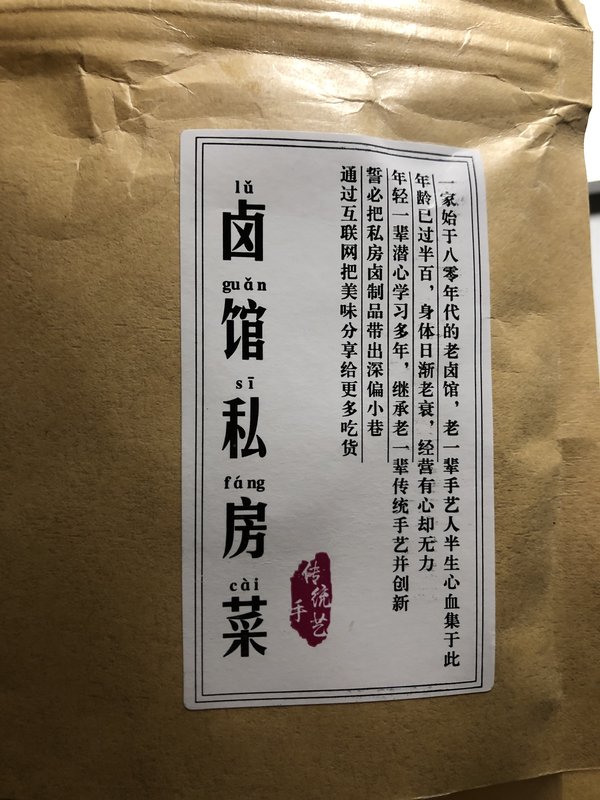 一家始于八零年代的老卤馆，老一辈手艺人半生心血集于此
年龄已过半百，身体日渐老衰，经营有心却无力
年轻一辈潜心学习多年，继承老一辈传统手艺并创新
誓必把私房卤制品带出深偏小巷
通过互联网把美味分享给更多吃货
传统手艺
lǔ guǎn sī fáng cài
卤馆私房菜